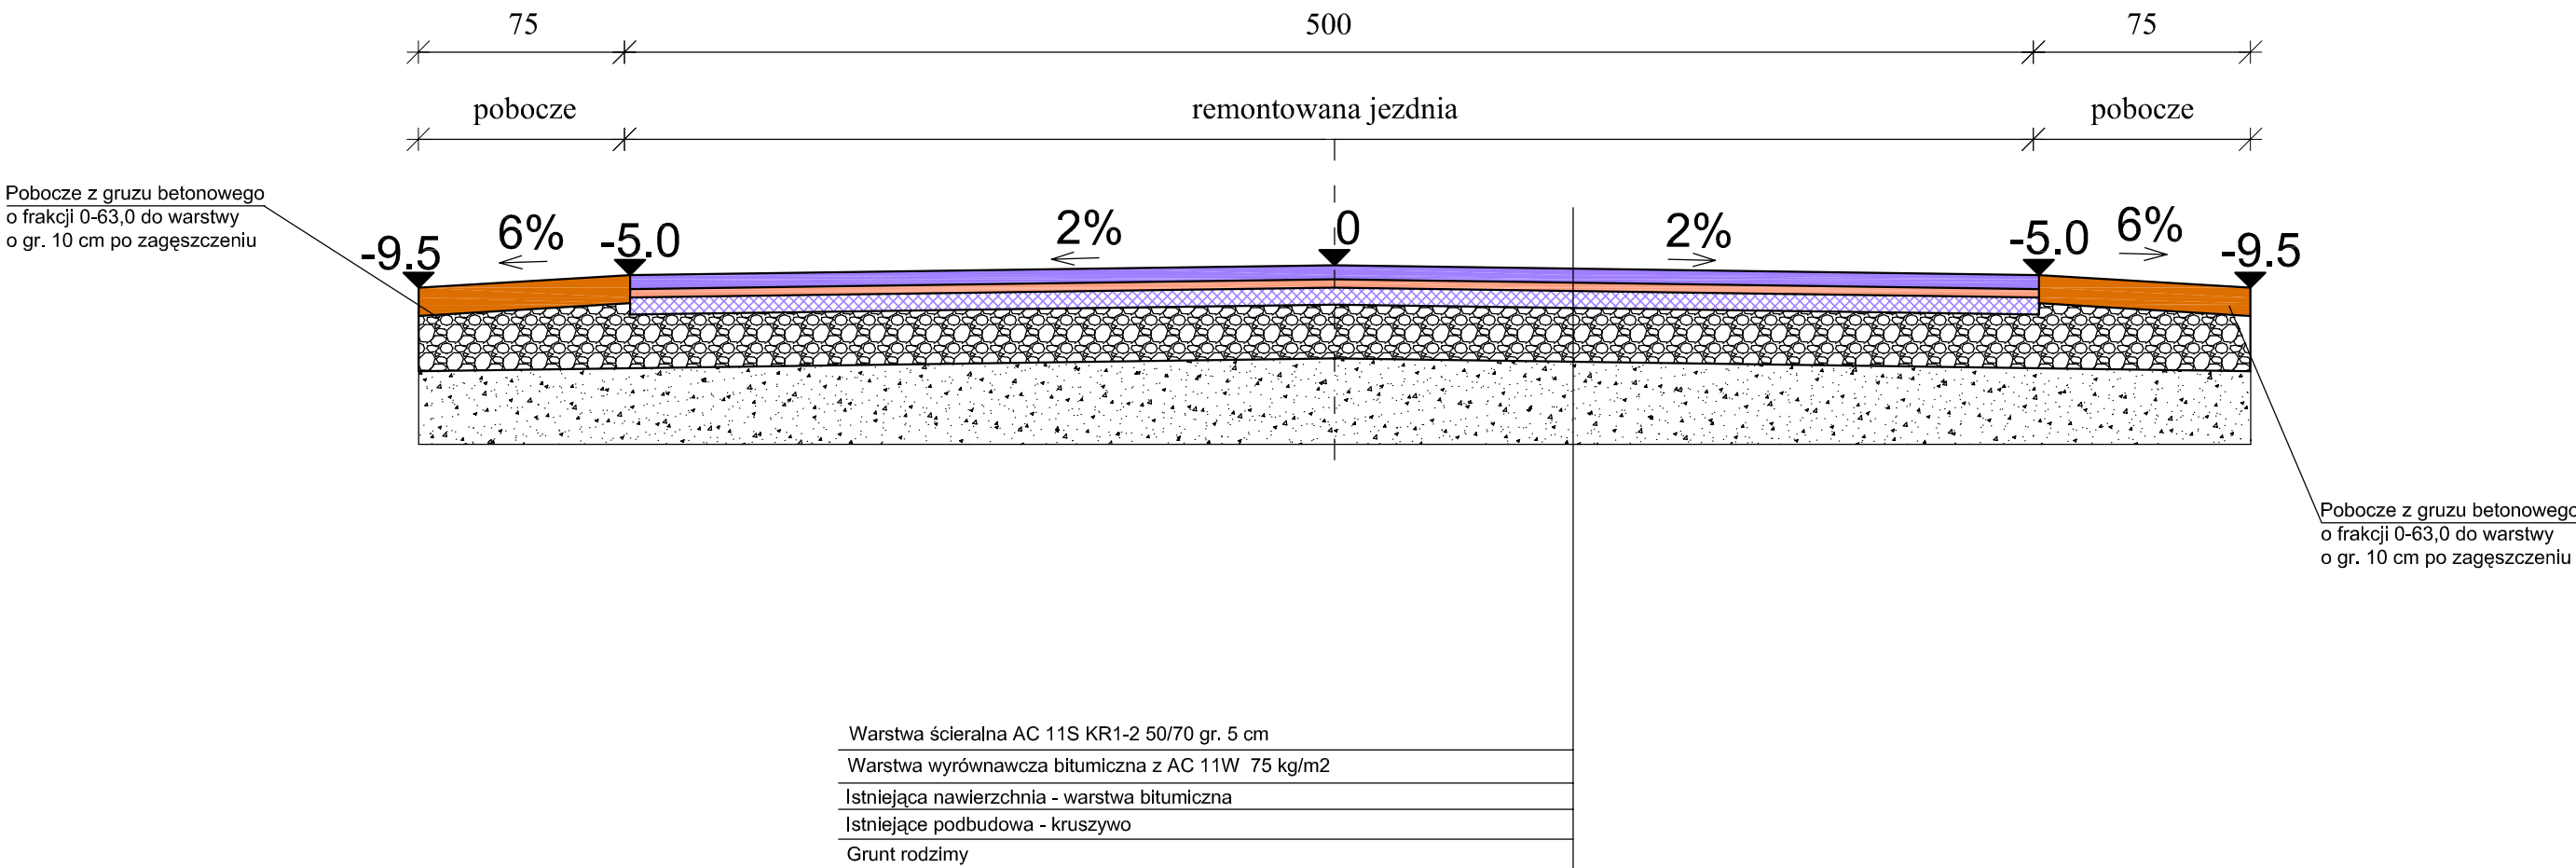 75 500 75
pobocze remontowana jezdnia pobocze
Pobocze z gruzu betonowego
o frakcji 0-63,0 do warstwy
o gr. 10 cm po zagęszczeniu
-9.5 6% -5.0 2% 0 2% -5.0 6% -9.5
Pobocze z gruzu betonowego
o frakcji 0-63,0 do warstwy
o gr. 10 cm po zagęszczeniu
Warstwa ścieralna AC 11S KR1-2 50/70 gr. 5 cm
Warstwa wyrównawcza bitumiczna z AC 11W 75 kg/m2
Istniejąca nawierzchnia - warstwa bitumiczna
Istniejące podbudowa - kruszywo
Grunt rodzimy